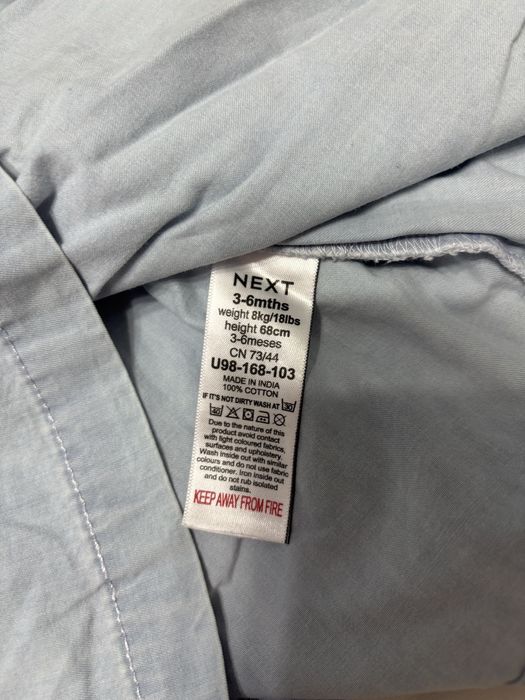 NEXT
3-6mths
weight 8kg/18lbs
height 68cm
3-6meses
CN 73/44
U98-168-103
MADE IN INDIA
100% COTTON
IF IT'S NOT DIRTY WASH AT 30
40
Due to the nature of this
product avoid contact
with light coloured fabrics,
surfaces and upholstery.
Wash inside out with similar
colours and do not use fabric
conditioner. Iron inside out
and do not rub isolated
stains.
KEEP AWAY FROM FIRE